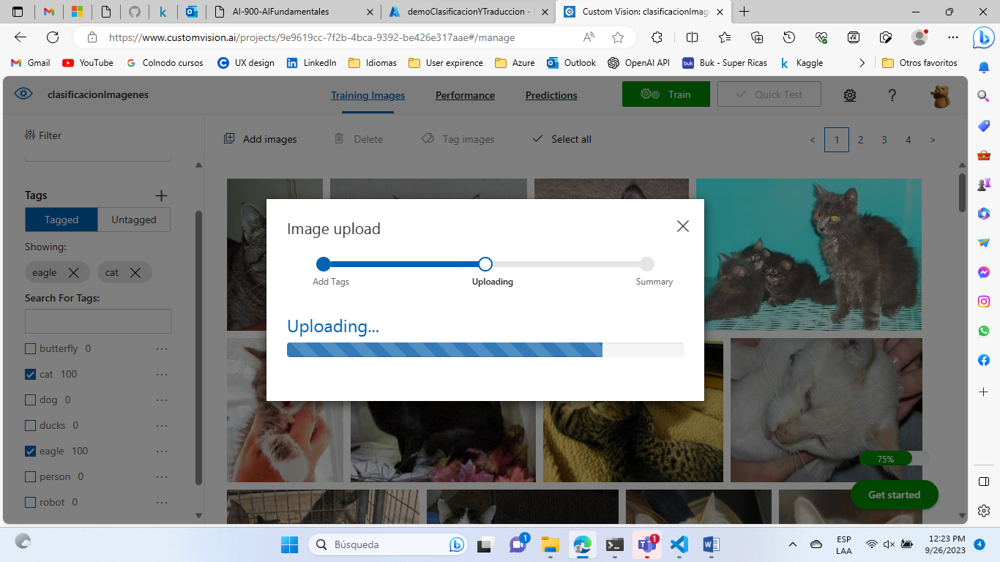 AI-900-AIFundamentales
demoClasificacionYTraduccion -
Custom Vision: clasificacionImage
https://www.customvision.ai/projects/9e9619cc-7f2b-4bca-9392-be426e317aae#/manage
Gmail YouTube Colnodo cursos UX design LinkedIn Idiomas User expirence Azure Outlook OpenAI API buk Buk - Super Ricas Kaggle Otros favoritos
clasificacionImagenes Training Images Performance Predictions Train Quick Test ?
Filter Add images Delete Tag images Select all < 1 2 3 4 >
Tags
Tagged Untagged
Showing:
eagle cat
Search For Tags:
butterfly 0
cat 100
dog 0
ducks 0
eagle 100
person 0
robot 0
Image upload
Add Tags Uploading Summary
Uploading...
75%
Get started
Búsqueda
1
1
ESP
LAA
12:23 PM
9/26/2023
4